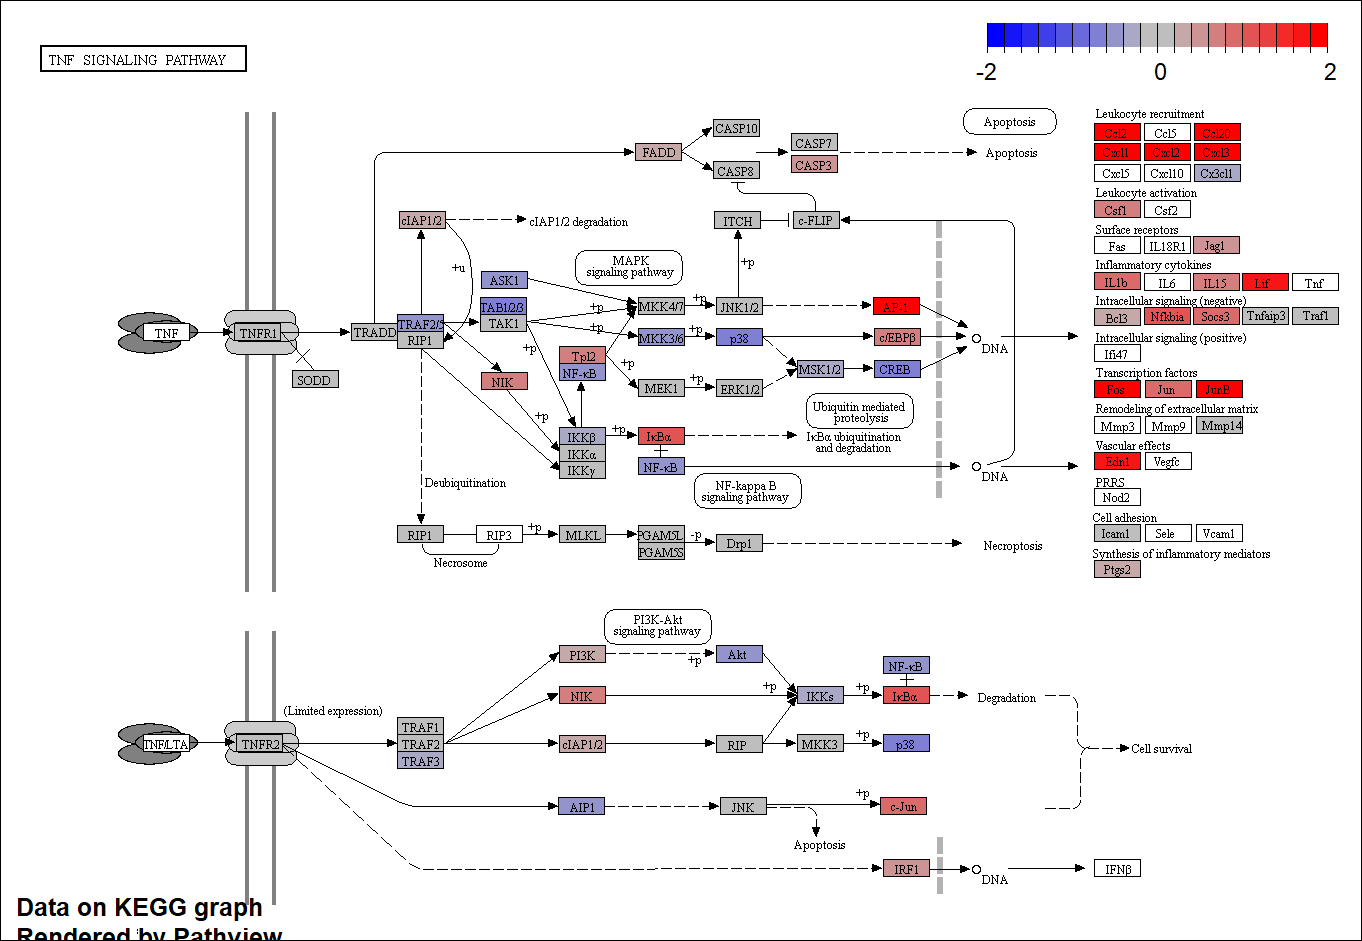 TNF SIGNALING PATHWAY
-2 0 2
Leukocyte recruitment
Ccl2 Ccl5 Ccl20
Cxcl1 Cxcl2 Cxcl3
Cxcl5 Cxcl10 Cx3cl1
Leukocyte activation
Csf1 Csf2
Surface receptors
Fas IL18R1 Jag1
Inflammatory cytokines
IL1b IL6 IL15 Lif Tnf
Intracellular signaling (negative)
Bcl3 Nfkbia Socs3 Tnfaip3 Traf1
Intracellular signaling (positive)
Ifi47
Transcription factors
Fos Jun JunB
Remodeling of extracellular matrix
Mmp3 Mmp9 Mmp14
Vascular effects
Edn1 Vegfc
PRRS
Nod2
Cell adhesion
Icam1 Sele Vcam1
Synthesis of inflammatory mediators
Ptgs2
Apoptosis
CASP10
FADD
CASP7
CASP3
CASP8
Apoptosis
cIAP1/2
cIAP1/2 degradation
ITCH
c-FLIP
MAPK
signaling pathway
+u
+p
ASK1
TAB1/2/3
TAK1
+p
+p
MKK4/7
+p
JNK1/2
AP-1
TNF
TNFR1
TRADD
TRAF2/5
RIP1
MKK3/6
+p
p38
c/EBPβ
DNA
SODD
NIK
Tpl2
NF-κB
+p
MSK1/2
CREB
MEK1
+p
ERK1/2
+p
Ubiquitin mediated
proteolysis
IKKβ
IKKα
IKKγ
+p
IκBα
IκBα ubiquitination
and degradation
NF-κB
DNA
NF-kappa B
signaling pathway
Deubiquitination
RIP1
RIP3
+p
MLKL
PGAM5L
PGAM5S
-p
Drp1
Necroptosis
Necrosome
PI3K-Akt
signaling pathway
PI3K
+p
Akt
NF-κB
NIK
+p
IKKs
+p
IκBα
Degradation
(Limited expression)
TRAF1
TRAF2
TRAF3
TNF/LTA
TNFR2
cIAP1/2
RIP
MKK3
+p
p38
Cell survival
AIP1
JNK
+p
c-Jun
Apoptosis
IRF1
DNA
IFNβ
Data on KEGG graph
Rendered by Pathview